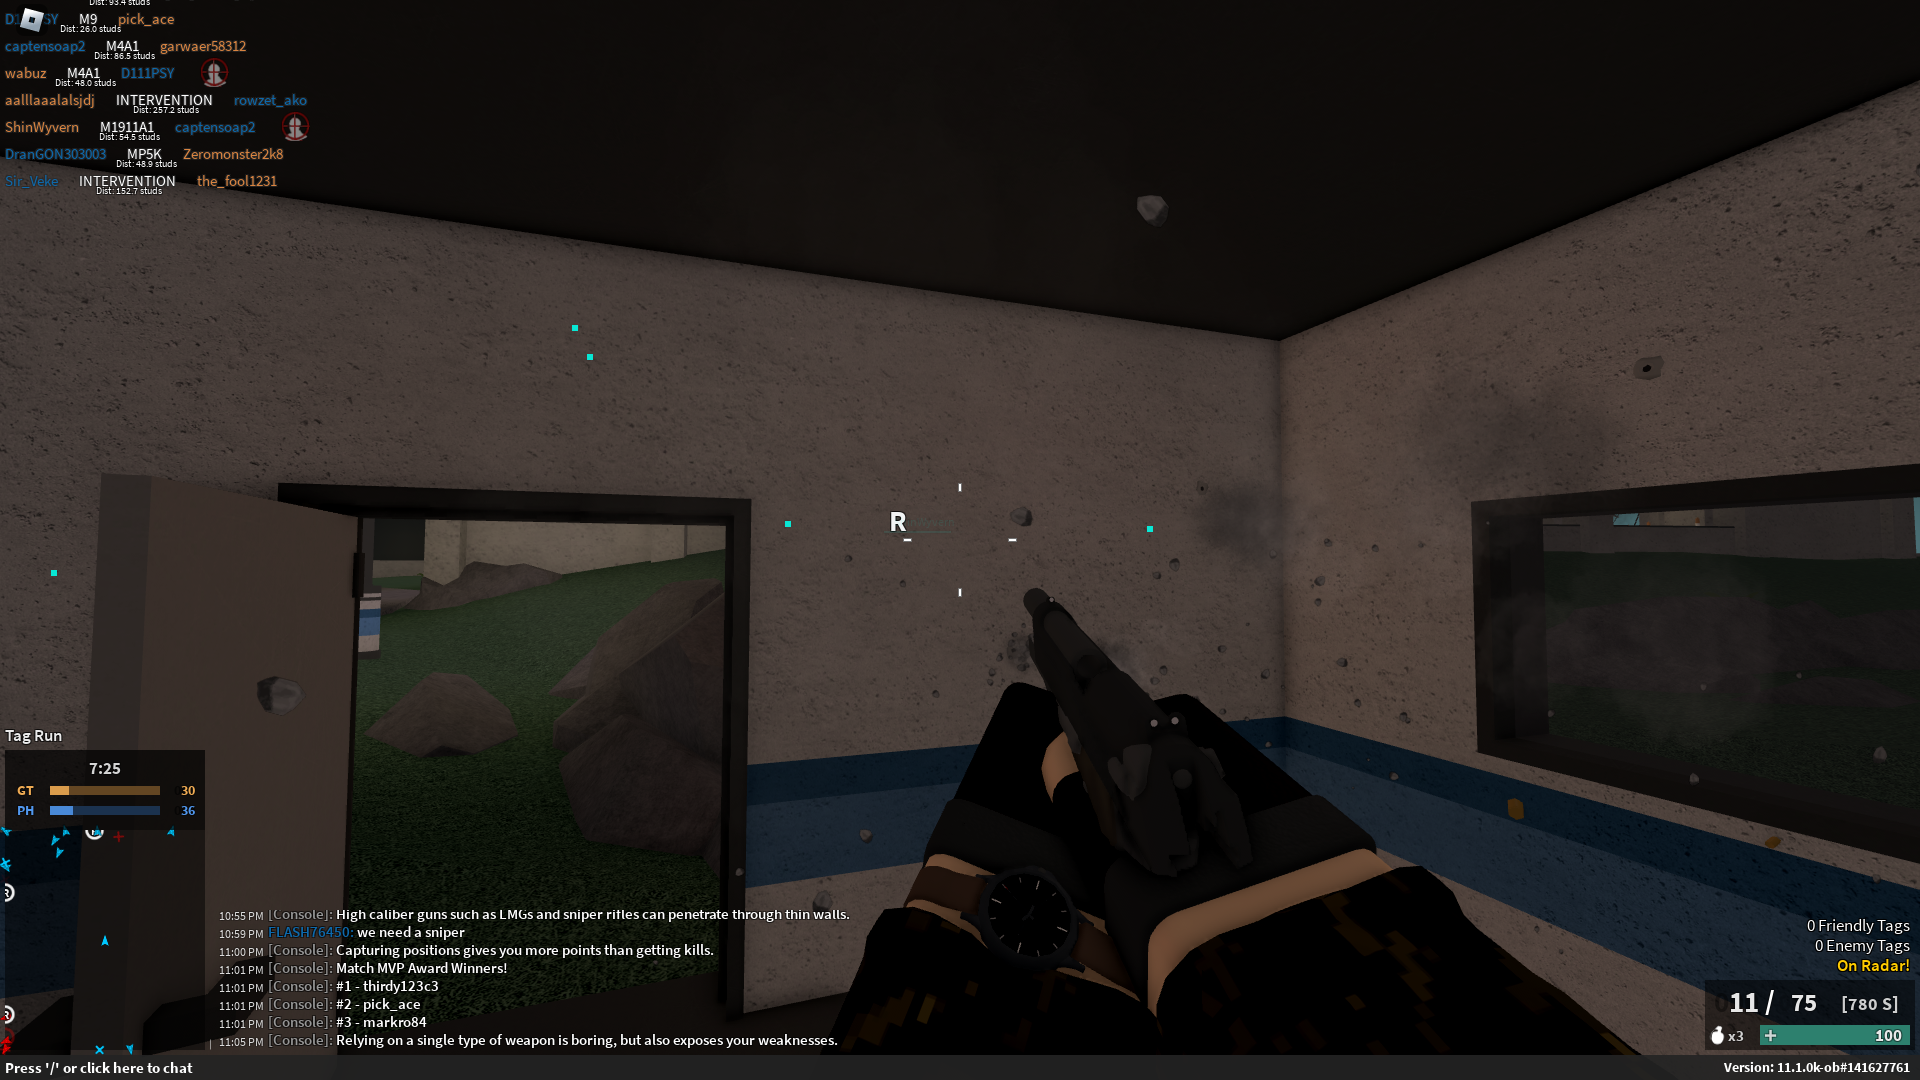 Dist: 93.4 studs
M9 pick_ace
Dist: 26.0 studs
captensoap2 M4A1 garwaer58312
Dist: 86.5 studs
wabuz M4A1 D111PSY
Dist: 48.0 studs
aalllaaalalsjdj INTERVENTION rowzet_ako
Dist: 257.2 studs
ShinWyvern M1911A1 captensoap2
Dist: 54.5 studs
DranGON303003 MP5K Zeromonster2k8
Dist: 48.9 studs
Sir_Veke INTERVENTION the_fool1231
Dist: 152.7 studs
R
Tag Run
7:25
GT 30
PH 36
10:55 PM [Console]: High caliber guns such as LMGs and sniper rifles can penetrate through thin walls.
10:59 PM FLASH76450: we need a sniper
11:00 PM [Console]: Capturing positions gives you more points than getting kills.
11:01 PM [Console]: Match MVP Award Winners!
11:01 PM [Console]: #1 - thirdy123c3
11:01 PM [Console]: #2 - pick_ace
11:01 PM [Console]: #3 - markro84
11:05 PM [Console]: Relying on a single type of weapon is boring, but also exposes your weaknesses.
Press '/' or click here to chat
0 Friendly Tags
0 Enemy Tags
On Radar!
11 / 75 [780 S]
x3 + 100
Version: 11.1.0k-ob#141627761